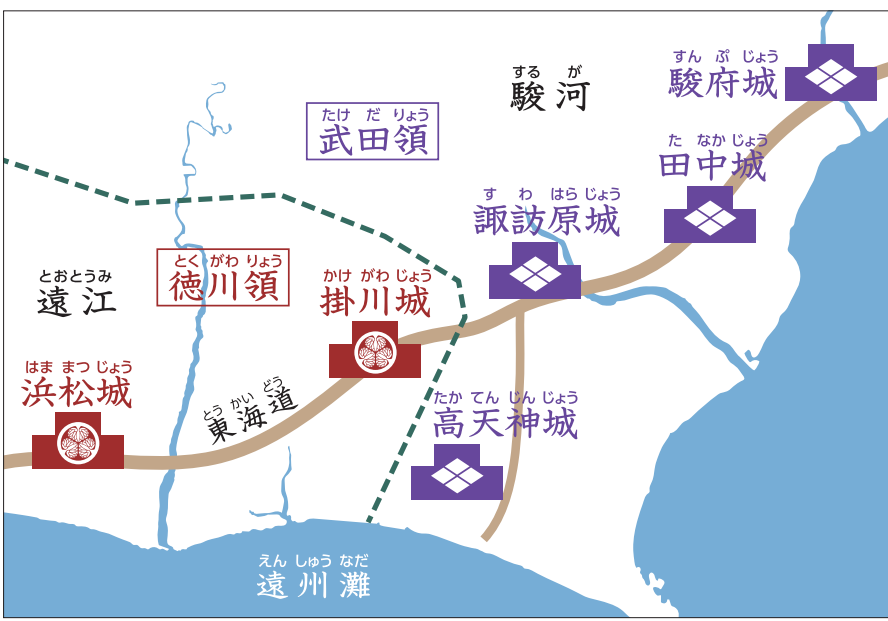 すんぷじょう
駿府城
するが
駿河
たけだりょう
武田領
たなかじょう
田中城
すわはらじょう
諏訪原城
とくがわりょう
徳川領
かけがわじょう
掛川城
とおとうみ
遠江
はままつじょう
浜松城
とうかいどう
東海道
たかてんじんじょう
高天神城
えんしゅうなだ
遠州灘